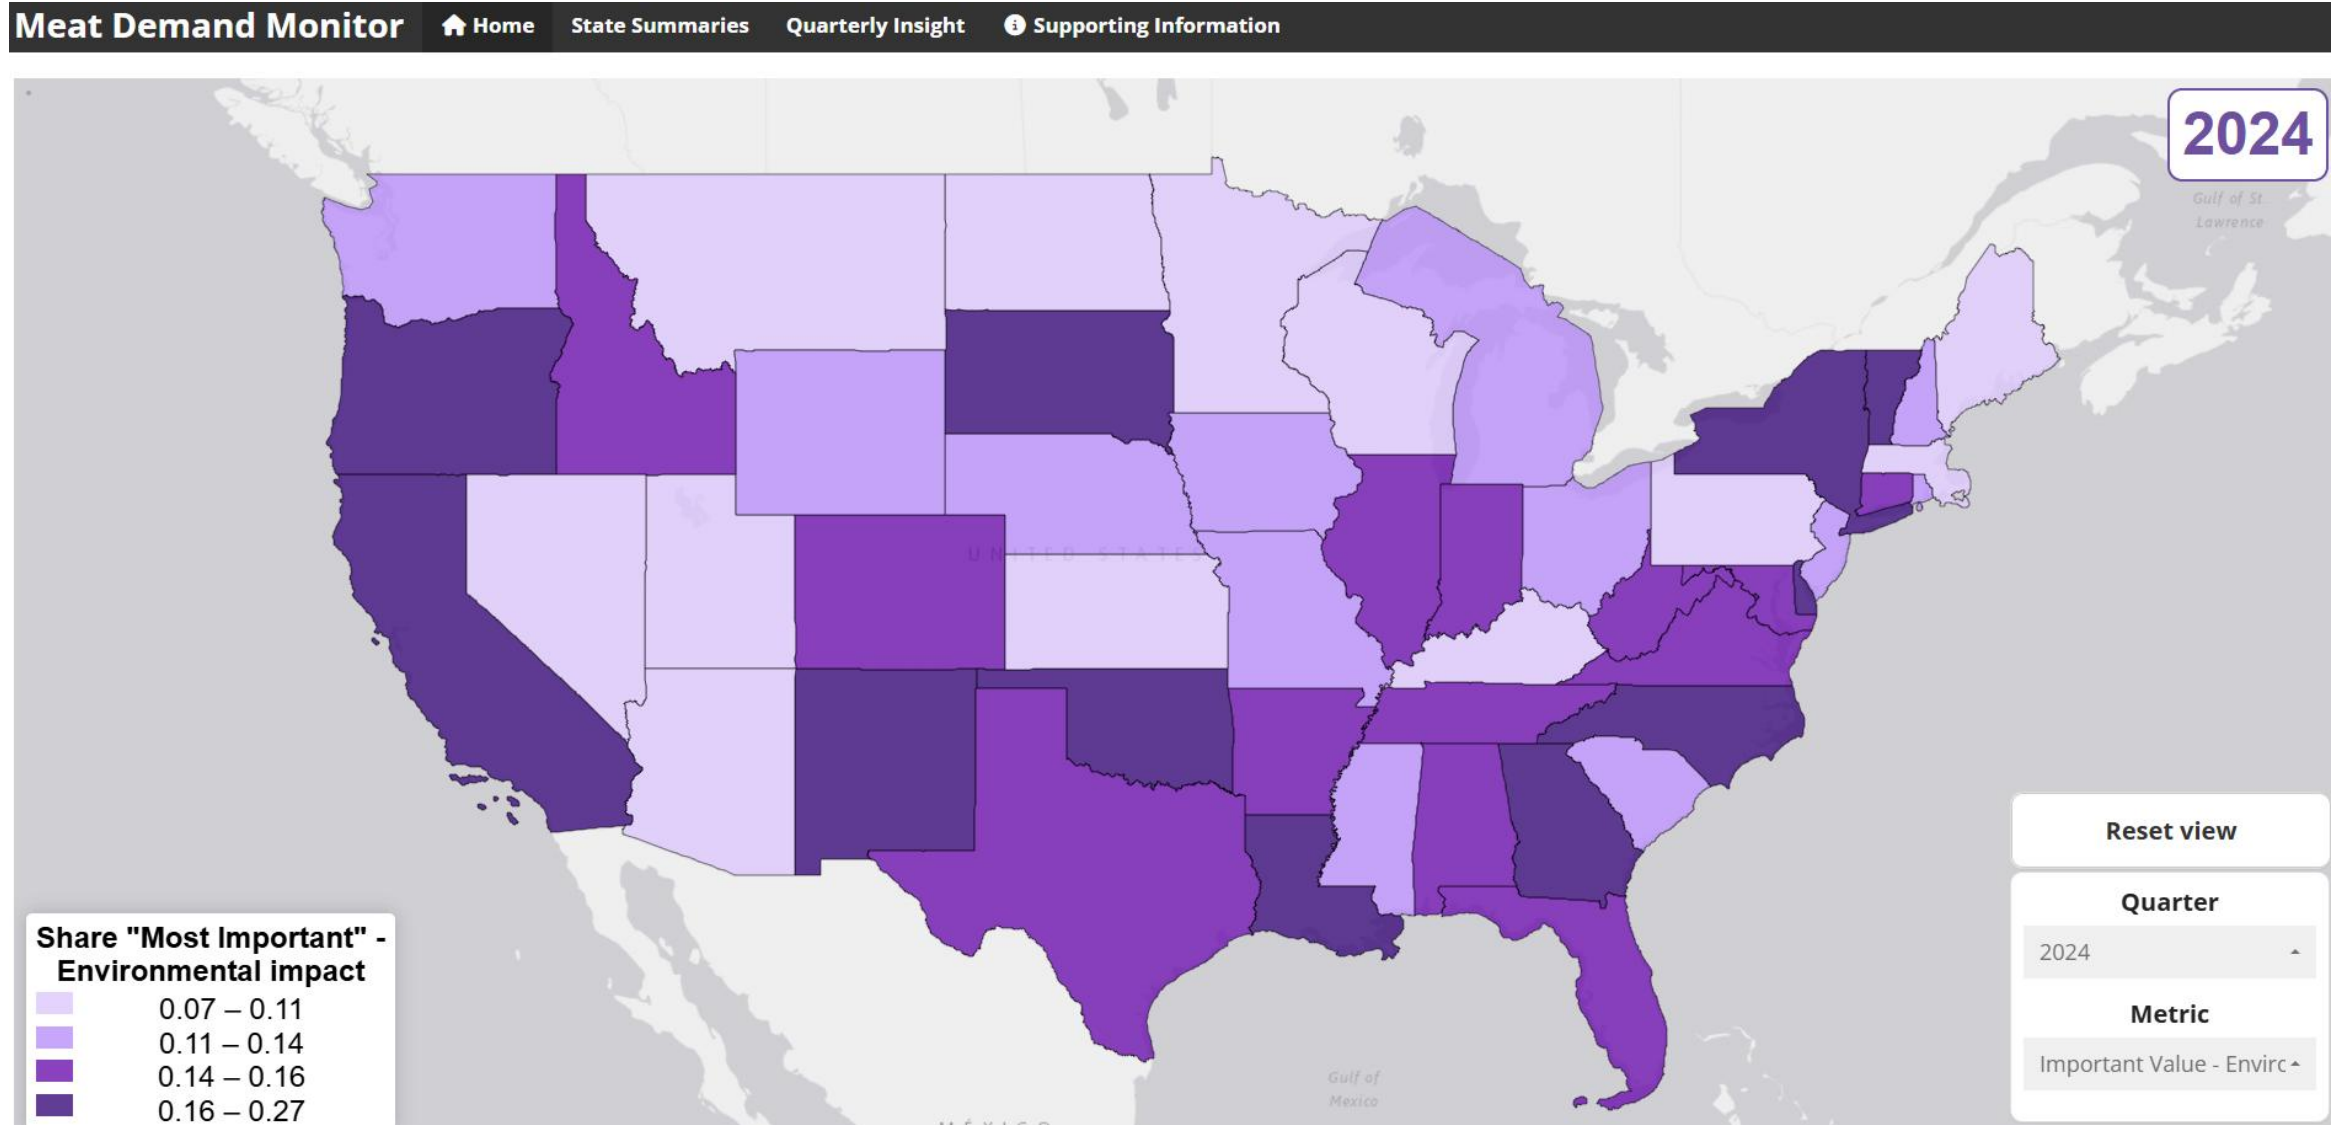 Meat Demand Monitor Home State Summaries Quarterly Insight Supporting Information
2024
Gulf of St.
Lawrence
UNITED STATES
Reset view
Quarter
2024
Metric
Important Value - Enviro
Share "Most Important" -
Environmental impact
0.07 – 0.11
0.11 – 0.14
0.14 – 0.16
0.16 – 0.27
Gulf of
Mexico
MEXICO